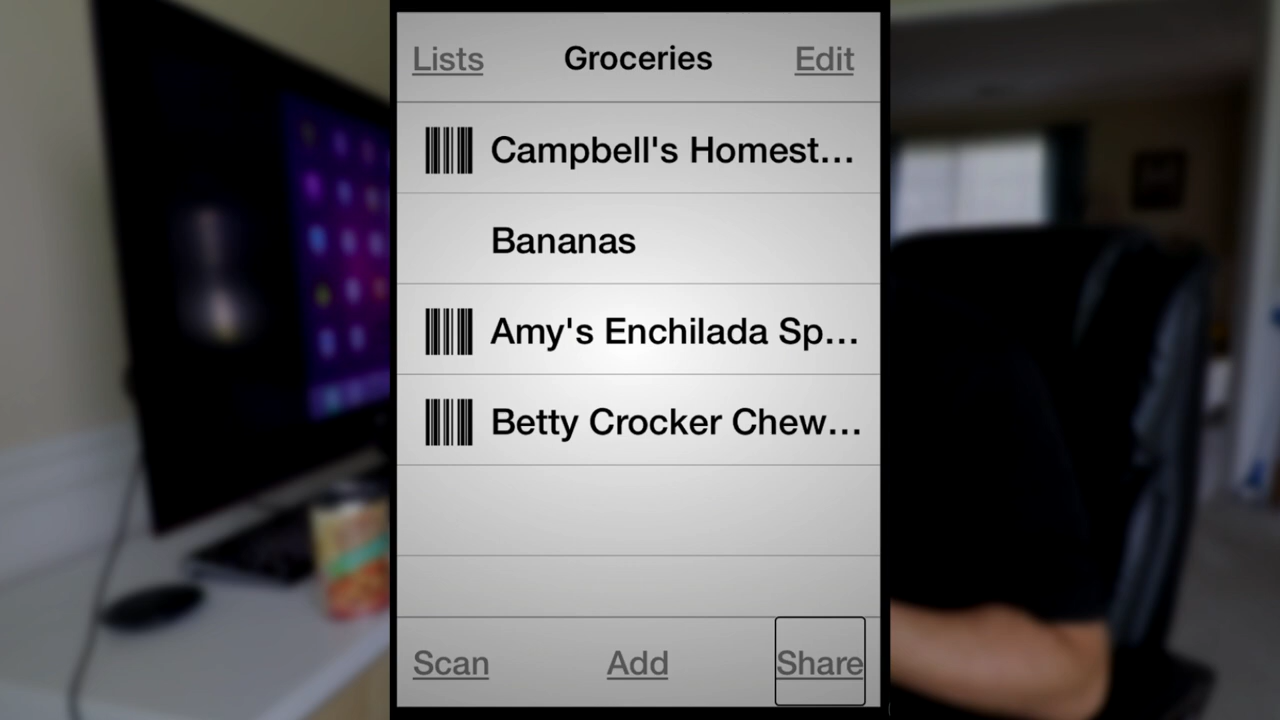 Lists Groceries Edit
Campbell's Homest...
Bananas
Amy's Enchilada Sp...
Betty Crocker Chew...
Scan Add Share